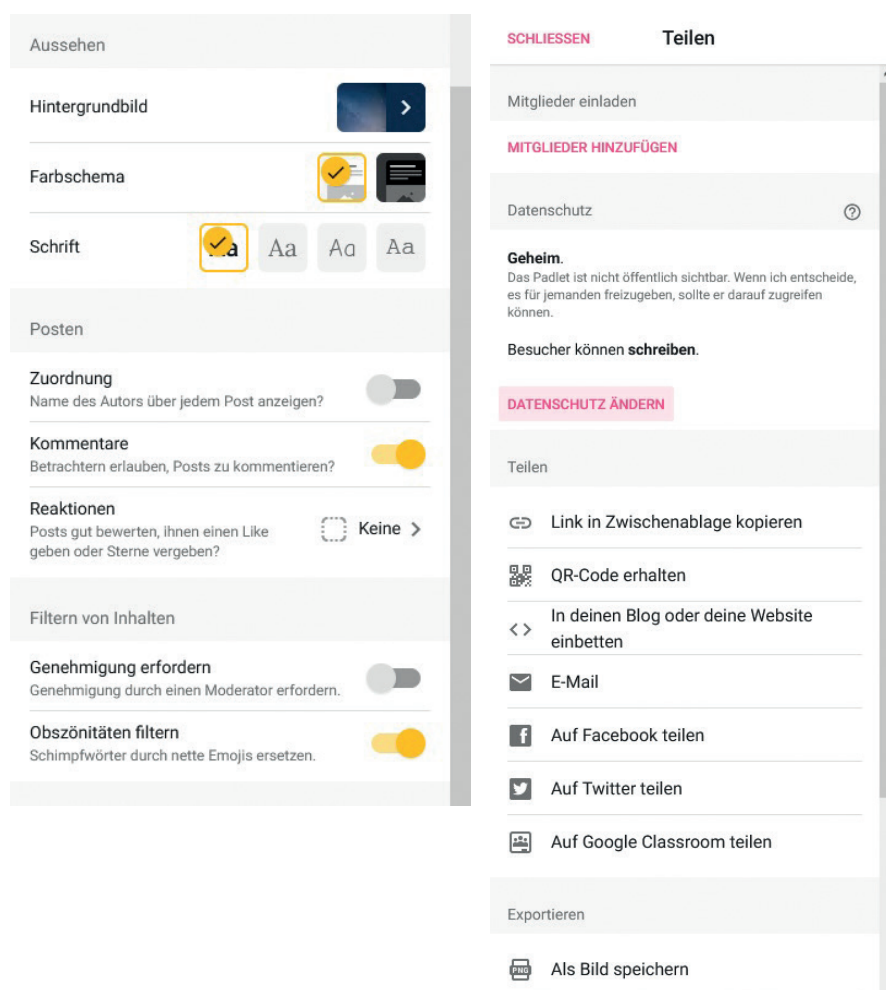 Aussehen
Hintergrundbild
Farbschema
Schrift
Aa
Aa
Aa
Posten
Zuordnung
Name des Autors über jedem Post anzeigen?
Kommentare
Betrachtern erlauben, Posts zu kommentieren?
Reaktionen
Posts gut bewerten, ihnen einen Like
geben oder Sterne vergeben?
Keine
Filtern von Inhalten
Genehmigung erfordern
Genehmigung durch einen Moderator erfordern.
Obszönitäten filtern
Schimpfwörter durch nette Emojis ersetzen.
SCHLIESSEN
Teilen
Mitglieder einladen
MITGLIEDER HINZUFÜGEN
Datenschutz
Geheim.
Das Padlet ist nicht öffentlich sichtbar. Wenn ich entscheide,
es für jemanden freizugeben, sollte er darauf zugreifen
können.
Besucher können schreiben.
DATENSCHUTZ ÄNDERN
Teilen
Link in Zwischenablage kopieren
QR-Code erhalten
In deinen Blog oder deine Website
einbetten
E-Mail
Auf Facebook teilen
Auf Twitter teilen
Auf Google Classroom teilen
Exportieren
PNG
Als Bild speichern